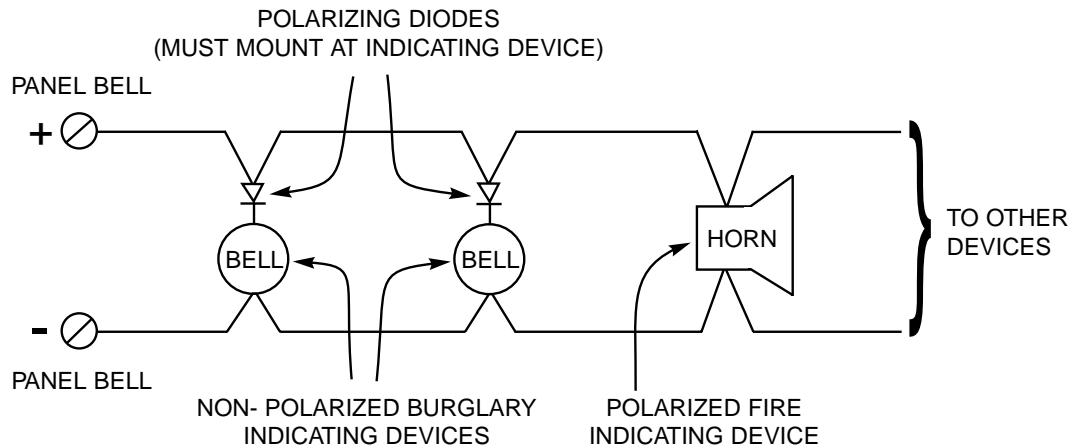 POLARIZING DIODES
(MUST MOUNT AT INDICATING DEVICE)
PANEL BELL
+
BELL
BELL
HORN
TO OTHER
DEVICES
-
PANEL BELL
NON- POLARIZED BURGLARY
INDICATING DEVICES
POLARIZED FIRE
INDICATING DEVICE